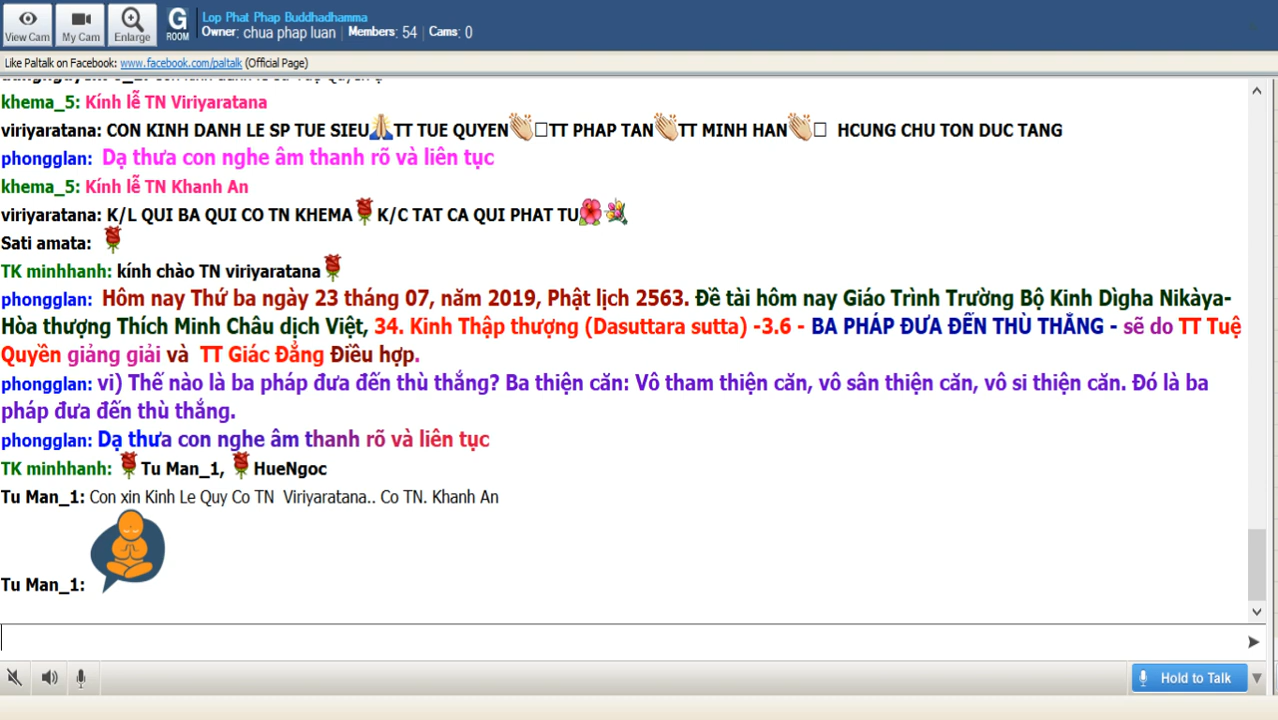 View Cam
My Cam
Enlarge
G
ROOM
Lop Phat Phap Buddhadhamma
Owner: chua phap luan | Members: 54 | Cams: 0
Like Paltalk on Facebook: www.facebook.com/paltalk (Official Page)
khema_5: Kính lễ TN Viriyaratana
viriyaratana: CON KINH DANH LE SP TUE SIEU🙏TT TUE QUYEN👏□TT PHAP TAN👏TT MINH HAN👏□ HCUNG CHU TON DUC TANG
phongglan: Dạ thưa con nghe âm thanh rõ và liên tục
khema_5: Kính lễ TN Khanh An
viriyaratana: K/L QUI BA QUI CO TN KHEMA🌹K/C TAT CA QUI PHAT TU🌺💐
Sati amata: 🌹
TK minhhanh: kính chào TN viriyaratana🌹
phongglan: Hôm nay Thứ ba ngày 23 tháng 07, năm 2019, Phật lịch 2563. Đề tài hôm nay Giáo Trình Trường Bộ Kinh Dìgha Nikàya-
Hòa thượng Thích Minh Châu dịch Việt, 34. Kinh Thập thượng (Dasuttara sutta) -3.6 - BA PHÁP ĐƯA ĐẾN THÙ THẮNG - sẽ do TT Tuệ
Quyền giảng giải và TT Giác Đẳng Điều hợp.
phongglan: vi) Thế nào là ba pháp đưa đến thù thắng? Ba thiện căn: Vô tham thiện căn, vô sân thiện căn, vô si thiện căn. Đó là ba
pháp đưa đến thù thắng.
phongglan: Dạ thưa con nghe âm thanh rõ và liên tục
TK minhhanh: 🌹Tu Man_1, 🌹HueNgoc
Tu Man_1: Con xin Kinh Le Quy Co TN Viriyaratana.. Co TN. Khanh An
Tu Man_1:
Hold to Talk